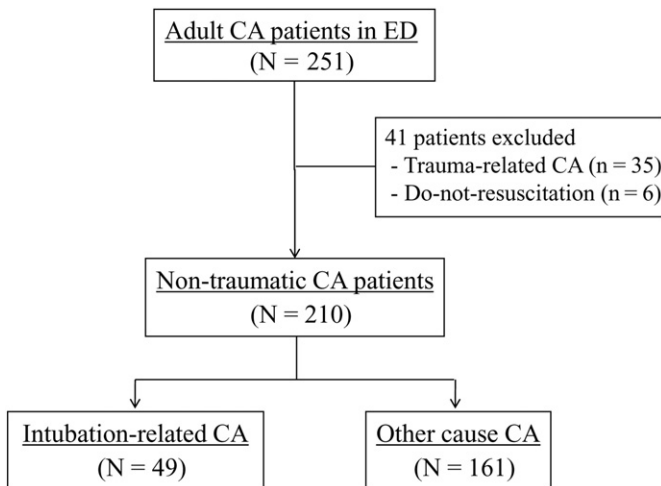 Adult CA patients in ED
(N = 251)
41 patients excluded
- Trauma-related CA (n = 35)
- Do-not-resuscitation (n = 6)
Non-traumatic CA patients
(N = 210)
Intubation-related CA
(N = 49)
Other cause CA
(N = 161)